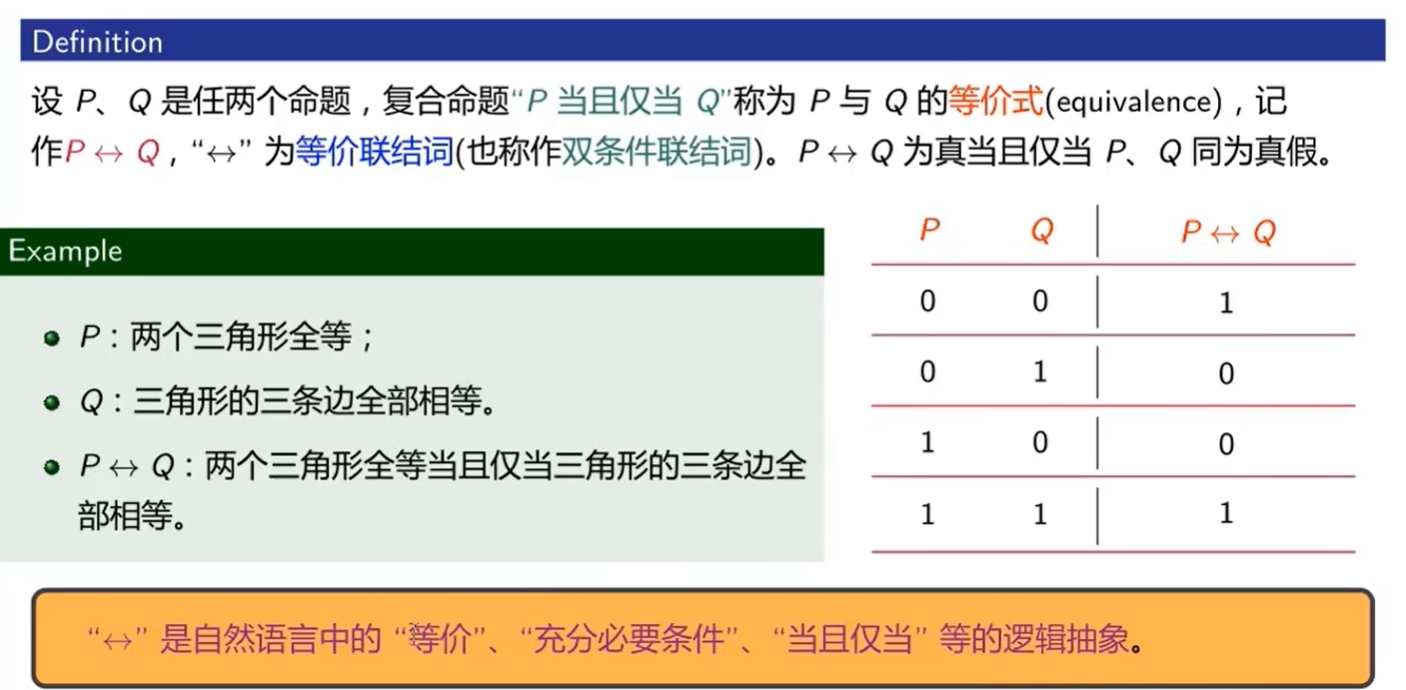 Definition
设 P、Q 是任两个命题，复合命题“P 当且仅当 Q”称为 P 与 Q 的等价式(equivalence)，记
作P ↔ Q，“↔” 为等价联结词(也称作双条件联结词)。P ↔ Q 为真当且仅当 P、Q 同为真假。
Example
P：两个三角形全等；
Q：三角形的三条边全部相等。
P ↔ Q：两个三角形全等当且仅当三角形的三条边全
部相等。
P Q P ↔ Q
0 0 1
0 1 0
1 0 0
1 1 1
“↔” 是自然语言中的 “等价”、“充分必要条件”、“当且仅当” 等的逻辑抽象。